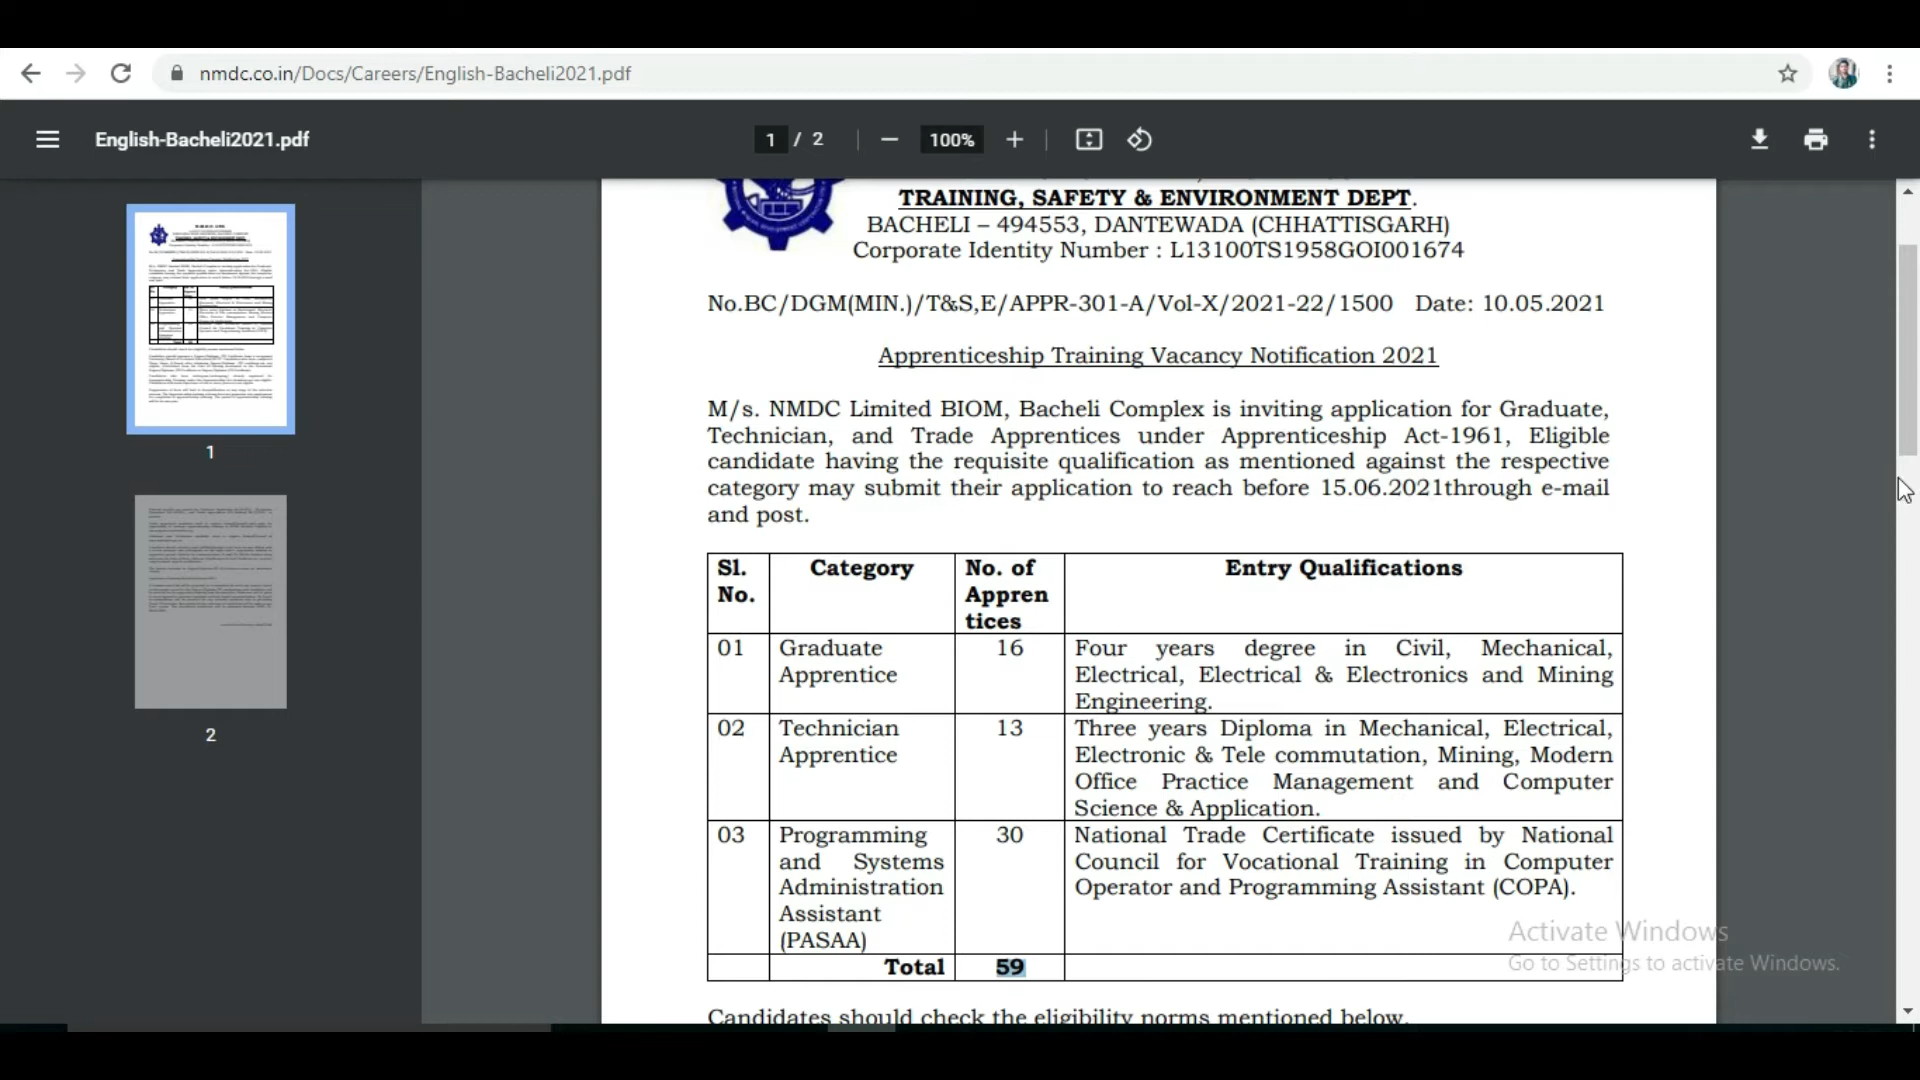 nmdc.co.in/Docs/Careers/English-Bacheli2021.pdf
English-Bacheli2021.pdf
1 / 2
100%
1
2
TRAINING, SAFETY & ENVIRONMENT DEPT.
BACHELI – 494553, DANTEWADA (CHHATTISGARH)
Corporate Identity Number : L13100TS1958GOI001674
No.BC/DGM(MIN.)/T&S,E/APPR-301-A/Vol-X/2021-22/1500 Date: 10.05.2021
Apprenticeship Training Vacancy Notification 2021
M/s. NMDC Limited BIOM, Bacheli Complex is inviting application for Graduate,
Technician, and Trade Apprentices under Apprenticeship Act-1961, Eligible
candidate having the requisite qualification as mentioned against the respective
category may submit their application to reach before 15.06.2021through e-mail
and post.
Sl. No. Category No. of Appren tices Entry Qualifications
01 Graduate Apprentice 16 Four years degree in Civil, Mechanical,
Electrical, Electrical & Electronics and Mining
Engineering.
02 Technician Apprentice 13 Three years Diploma in Mechanical, Electrical,
Electronic & Tele commutation, Mining, Modern
Office Practice Management and Computer
Science & Application.
03 Programming and Systems Administration Assistant (PASAA) 30 National Trade Certificate issued by National
Council for Vocational Training in Computer
Operator and Programming Assistant (COPA).
Total 59
Candidates should check the eligibility norms mentioned below.
Activate Windows
Go to Settings to activate Windows.